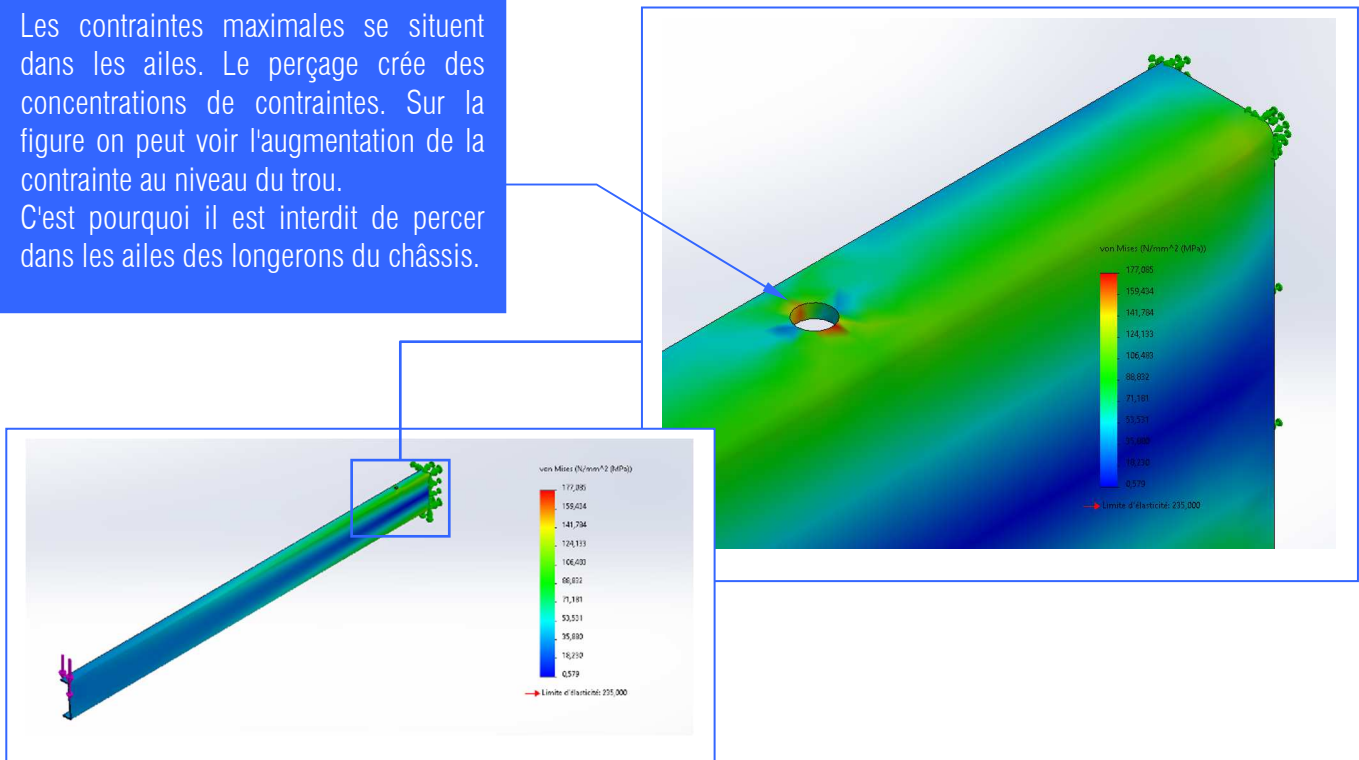 Les contraintes maximales se situent
dans les ailes. Le perçage crée des
concentrations de contraintes. Sur la
figure on peut voir l'augmentation de la
contrainte au niveau du trou.
C'est pourquoi il est interdit de percer
dans les ailes des longerons du châssis.
von Mises (N/mm^2 (MPa))
177,085
159,434
141,784
124,133
106,483
88,832
71,181
53,531
35,880
18,230
0,579
Limite d'élasticité: 235,000
von Mises (N/mm^2 (MPa))
177,085
159,434
141,784
124,133
106,483
88,832
71,181
53,531
35,880
18,230
0,579
Limite d'élasticité: 235,000